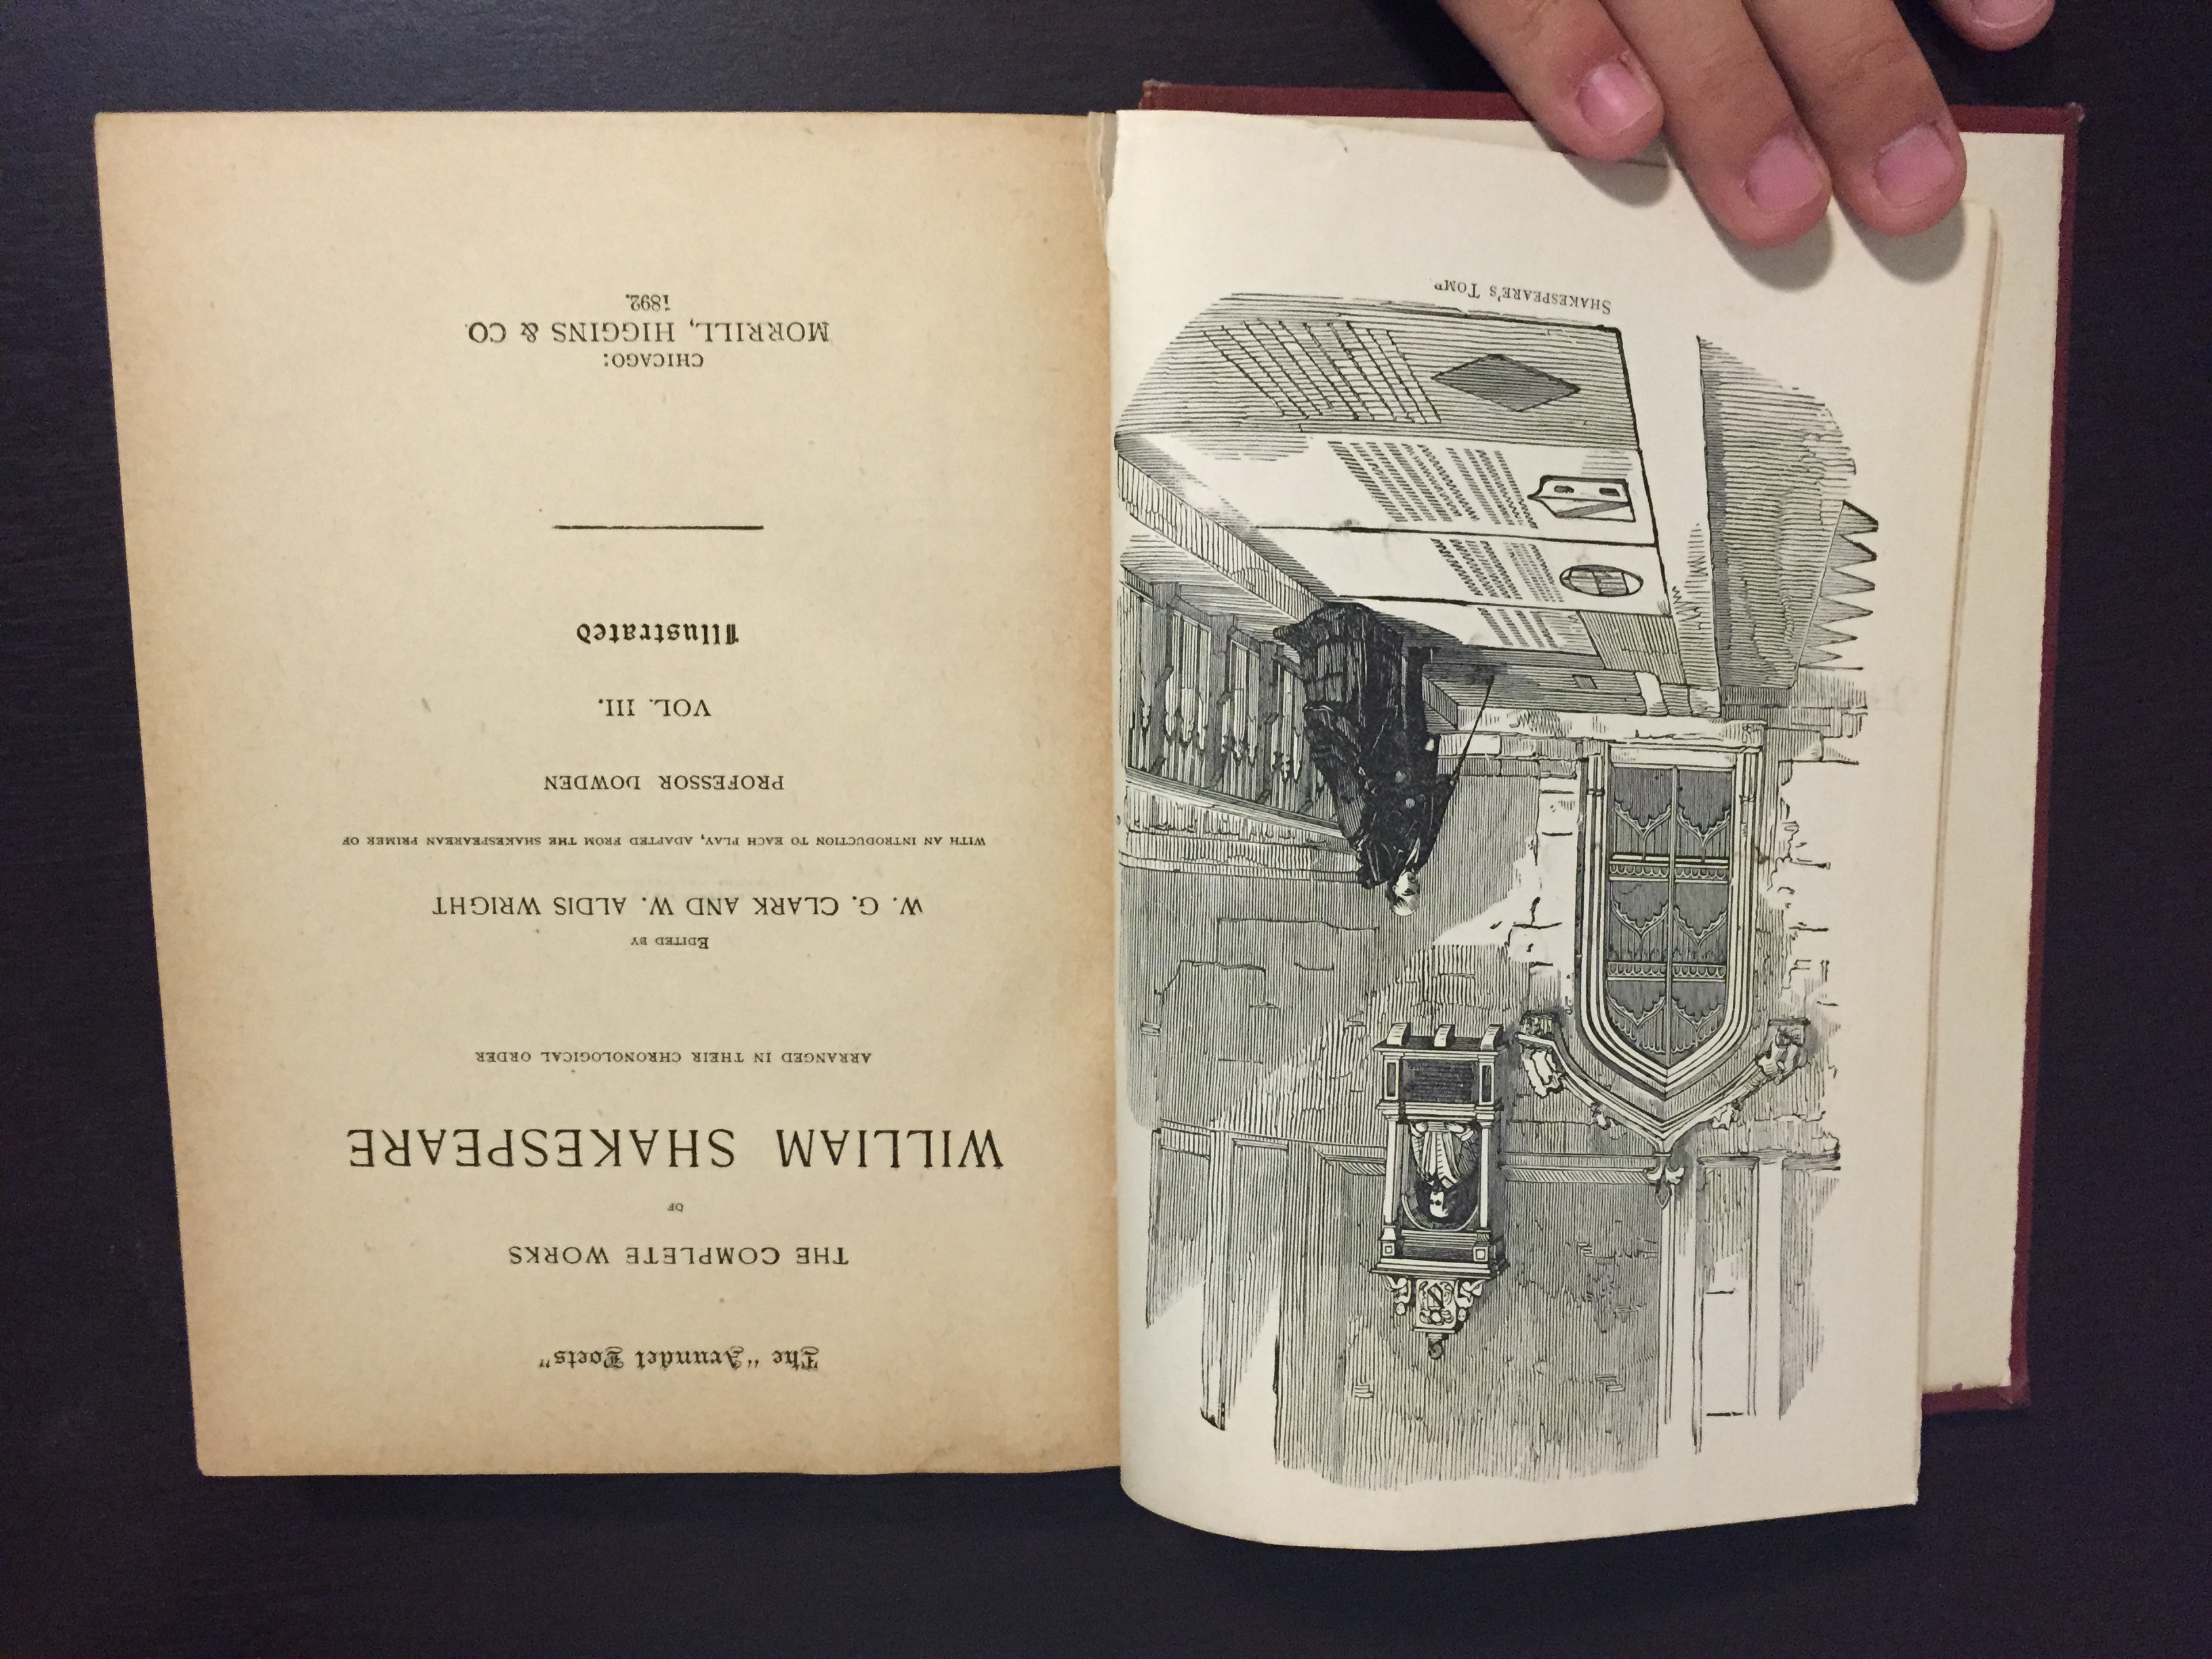 SHAKESPEARE'S TOMB
The "Arundel Poets"
THE COMPLETE WORKS
OF
WILLIAM SHAKESPEARE
ARRANGED IN THEIR CHRONOLOGICAL ORDER
EDITED BY
W. G. CLARK AND W. ALDIS WRIGHT
WITH AN INTRODUCTION TO EACH PLAY, ADAPTED FROM THE SHAKESPEAREAN PRIMER OF
PROFESSOR DOWDEN
VOL. III.
Illustrated
CHICAGO:
MORRILL, HIGGINS & CO.
1892.